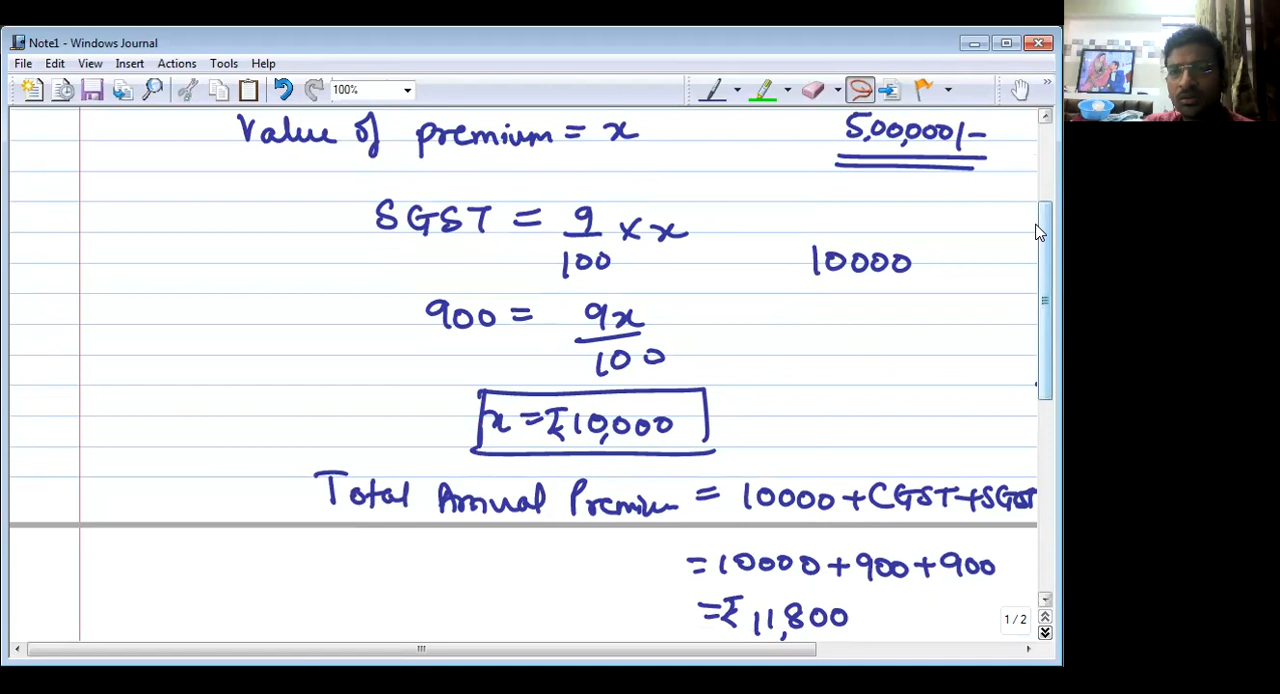 Note1 - Windows Journal
File Edit View Insert Actions Tools Help
100%
Value of premium = x
5,00,000/-
SGST = 9/100 × x
10000
900 = 9x/100
x = ₹10,000
Total Annual Premium = 10000 + CGST + SGST
= 10000 + 900 + 900
= ₹ 11,800
1 / 2